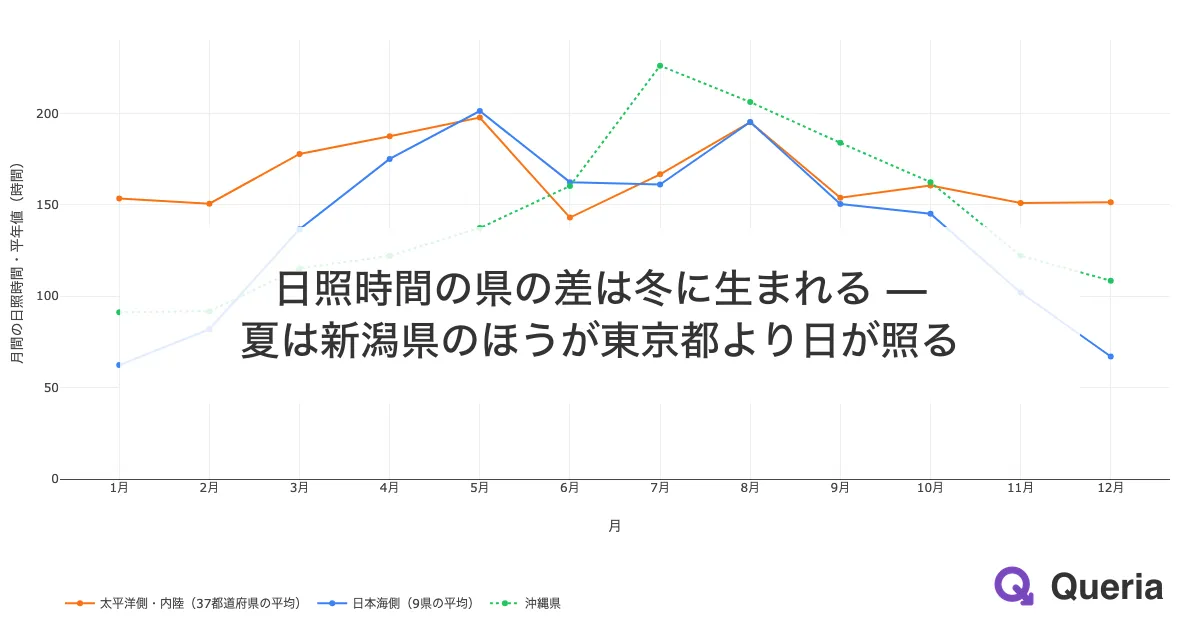 月間の日照時間・平年値（時間）
200
150
100
50
0
日照時間の県の差は冬に生まれる —
夏は新潟県のほうが東京都より日が照る
1月 2月 3月 4月 5月 6月 7月 8月 9月 10月 11月 12月
月
太平洋側・内陸（37都道府県の平均） 日本海側（9県の平均） 沖縄県
Queria